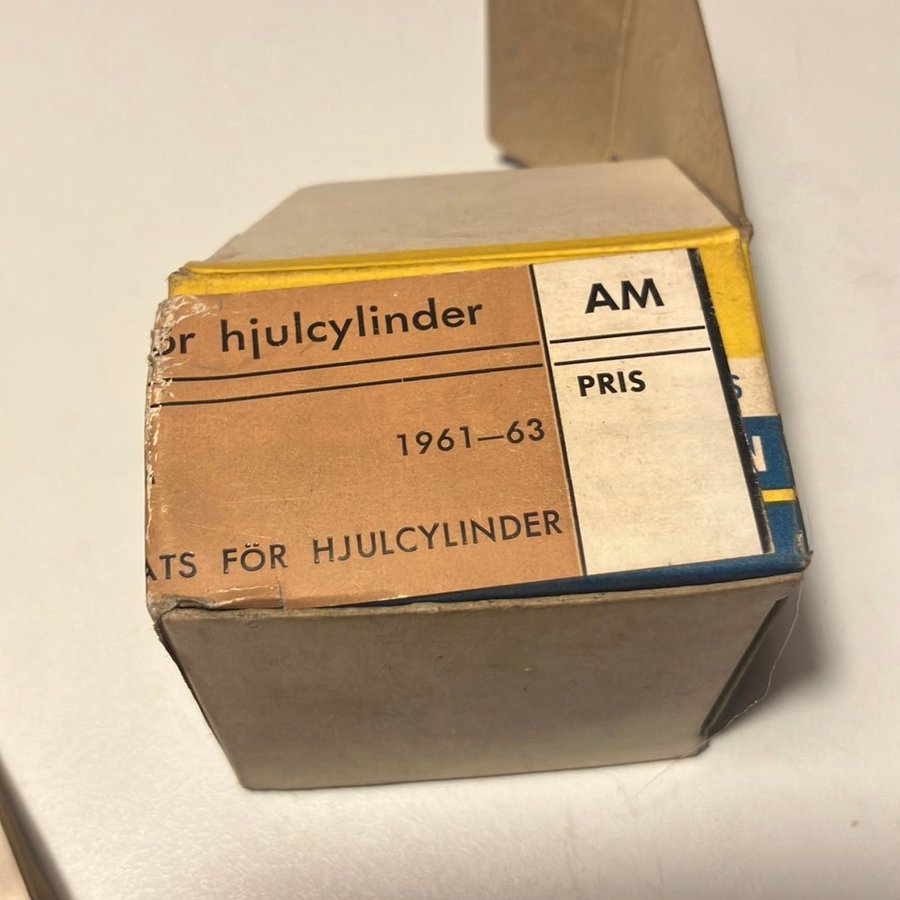 ör hjulcylinder
AM
PRIS
1961—63
ATS FÖR HJULCYLINDER
S
N